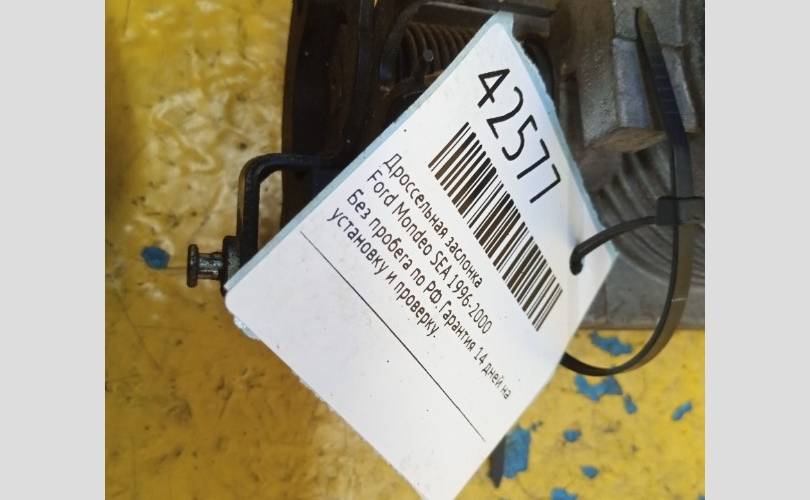 42577
Дроссельная заслонка
Ford Mondeo SEA 1996-2000
Без пробега по РФ. Гарантия 14 дней на
установку и проверку.